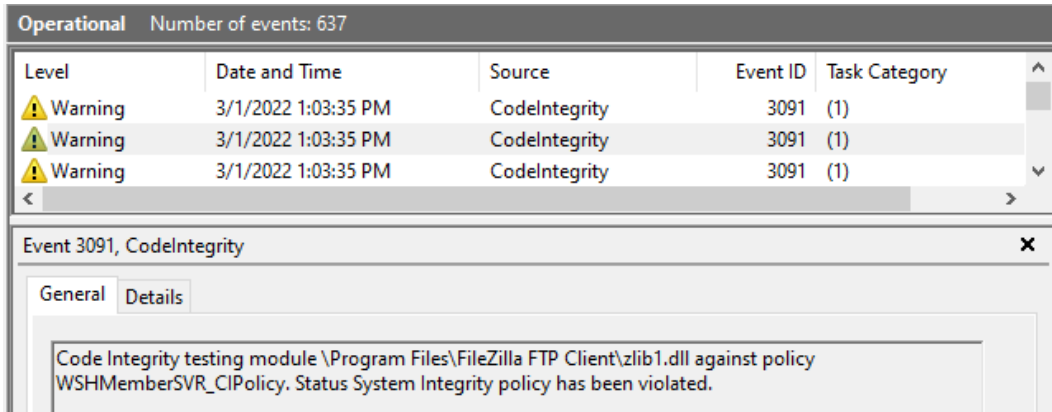 Operational Number of events: 637
Level Date and Time Source Event ID Task Category
Warning 3/1/2022 1:03:35 PM CodeIntegrity 3091 (1)
Warning 3/1/2022 1:03:35 PM CodeIntegrity 3091 (1)
Warning 3/1/2022 1:03:35 PM CodeIntegrity 3091 (1)
Event 3091, CodeIntegrity
General Details
Code Integrity testing module \Program Files\FileZilla FTP Client\zlib1.dll against policy
WSHMemberSVR_CIPolicy. Status System Integrity policy has been violated.